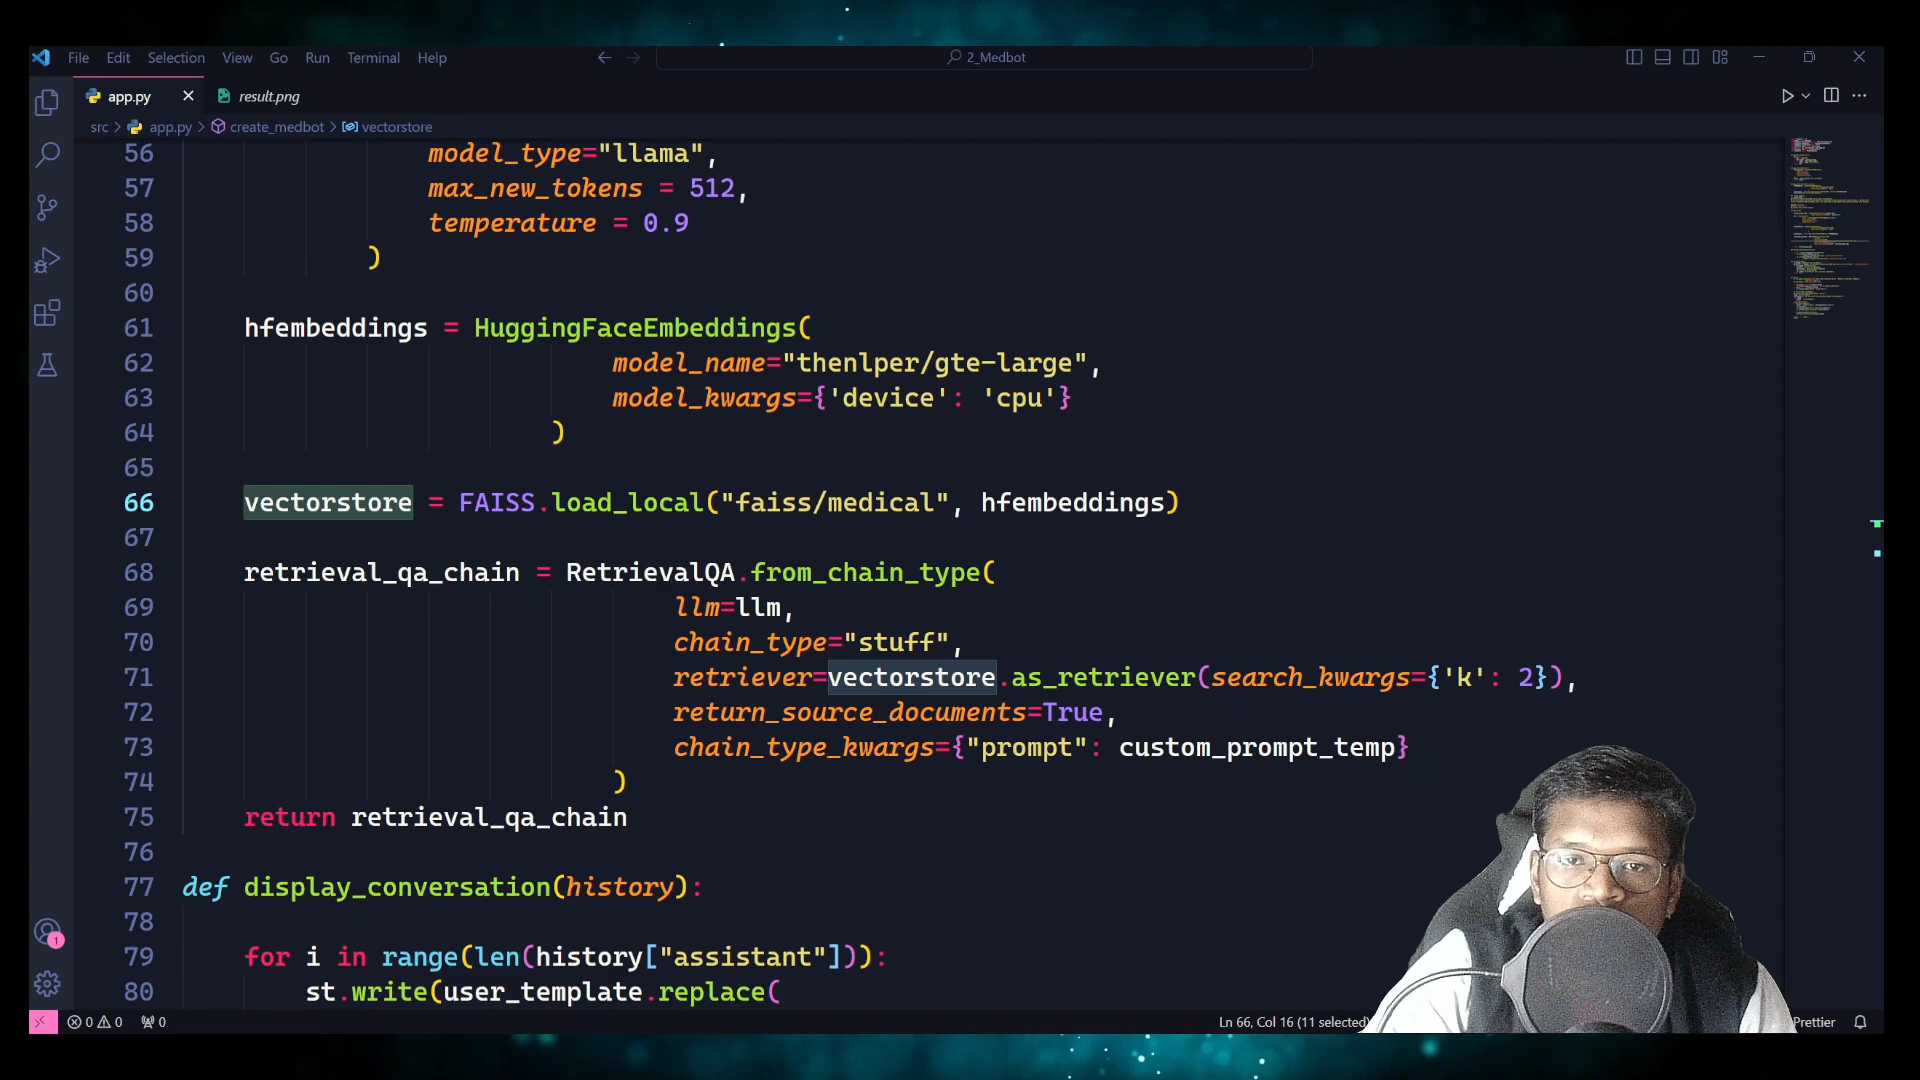 File Edit Selection View Go Run Terminal Help
2_Medbot
app.py
result.png
src > app.py > create_medbot > vectorstore
56 model_type="llama",
57 max_new_tokens = 512,
58 temperature = 0.9
59 )
60
61 hfembeddings = HuggingFaceEmbeddings(
62 model_name="thenlper/gte-large",
63 model_kwargs={'device': 'cpu'}
64 )
65
66 vectorstore = FAISS.load_local("faiss/medical", hfembeddings)
67
68 retrieval_qa_chain = RetrievalQA.from_chain_type(
69 llm=llm,
70 chain_type="stuff",
71 retriever=vectorstore.as_retriever(search_kwargs={'k': 2}),
72 return_source_documents=True,
73 chain_type_kwargs={"prompt": custom_prompt_temp}
74 )
75 return retrieval_qa_chain
76
77 def display_conversation(history):
78
79 for i in range(len(history["assistant"])):
80 st.write(user_template.replace(
1
0 0 0
Ln 66, Col 16 (11 selected)
Prettier